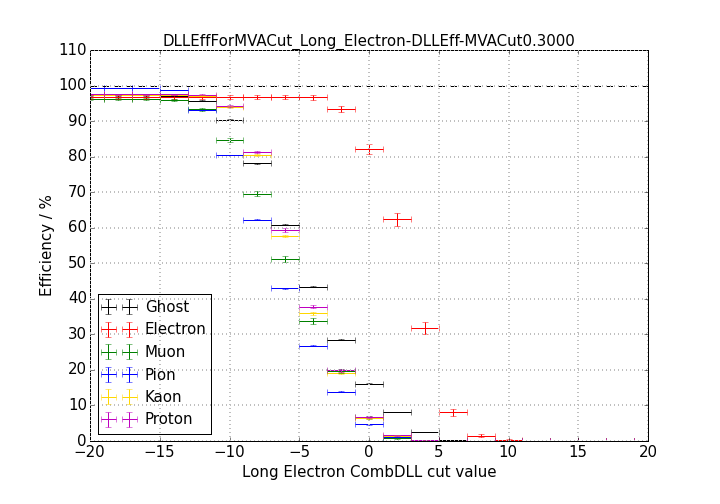 DLLEffForMVACut_Long_Electron-DLLEff-MVACut0.3000
110
100
90
80
70
60
50
40
30
20
10
0
Efficiency / %
Ghost
Electron
Muon
Pion
Kaon
Proton
−20 −15 −10 −5 0 5 10 15 20
Long Electron CombDLL cut value